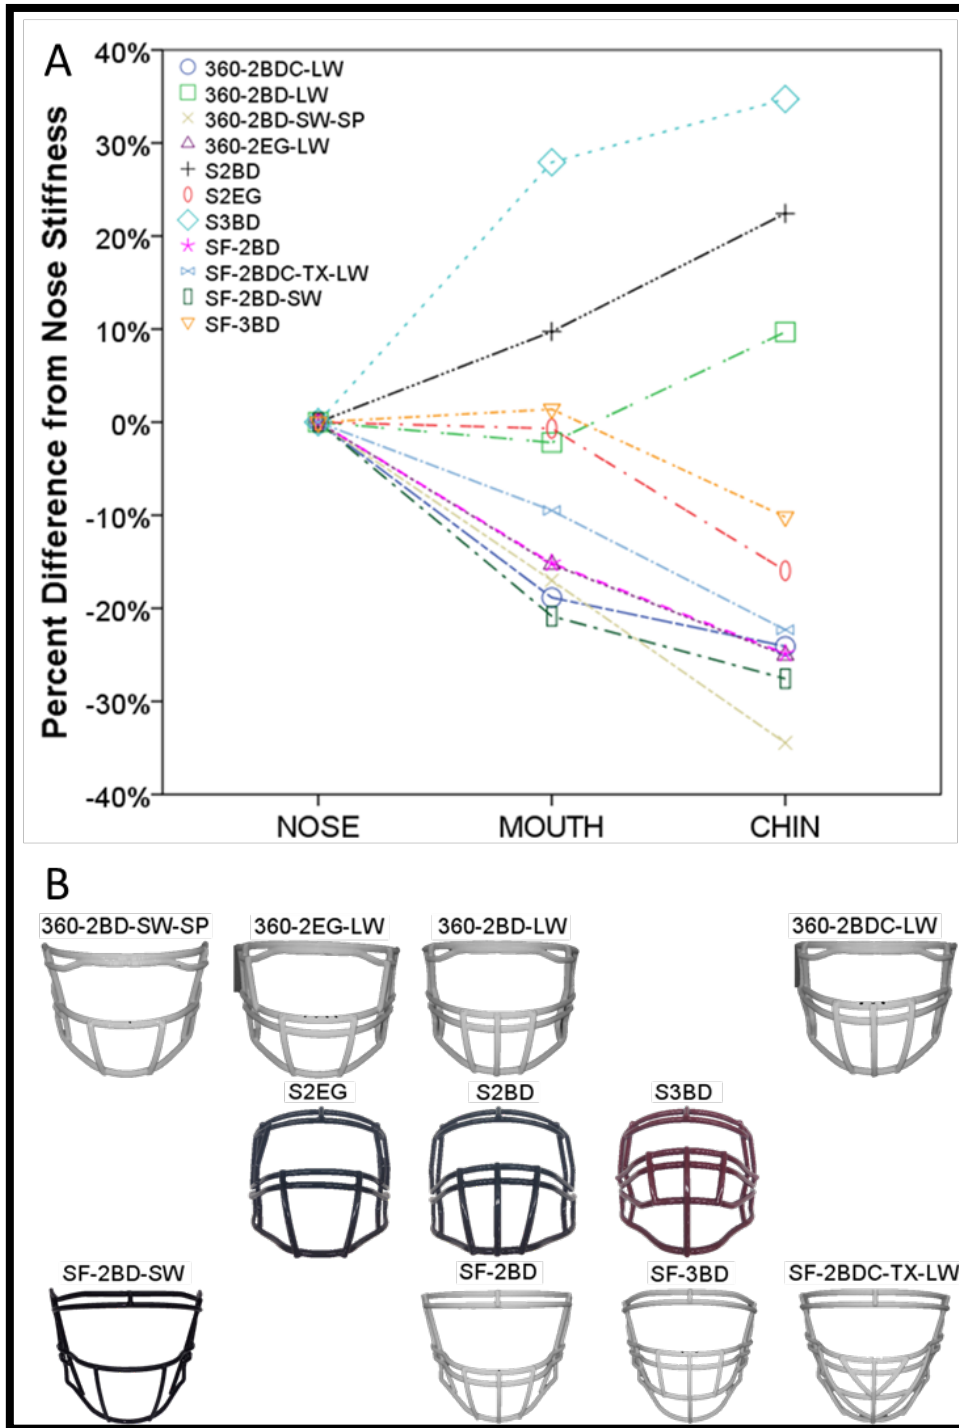 A
40%
30%
20%
10%
0%
-10%
-20%
-30%
-40%
Percent Difference from Nose Stiffness
360-2BDC-LW
360-2BD-LW
360-2BD-SW-SP
360-2EG-LW
S2BD
S2EG
S3BD
SF-2BD
SF-2BDC-TX-LW
SF-2BD-SW
SF-3BD
NOSE MOUTH CHIN
B
360-2BD-SW-SP 360-2EG-LW 360-2BD-LW 360-2BDC-LW
S2EG S2BD S3BD
SF-2BD-SW SF-2BD SF-3BD SF-2BDC-TX-LW